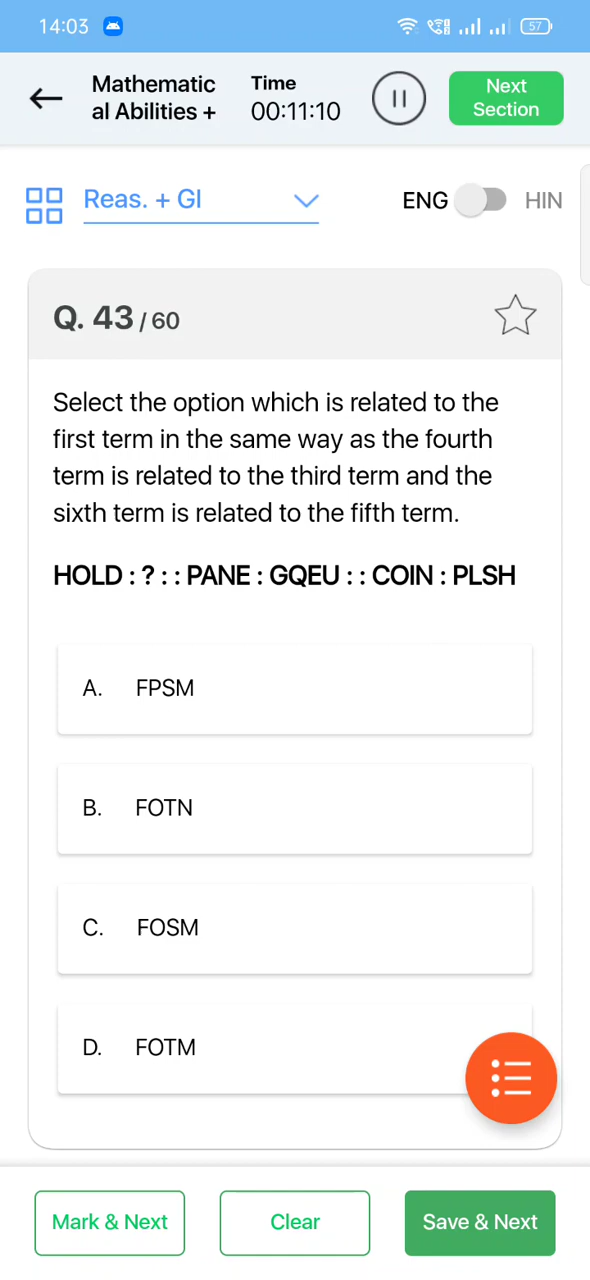 14:03
57
Mathematic
al Abilities +
Time
00:11:10
Next
Section
Reas. + GI
ENG
HIN
Q. 43 / 60
Select the option which is related to the
first term in the same way as the fourth
term is related to the third term and the
sixth term is related to the fifth term.
HOLD : ? : : PANE : GQEU : : COIN : PLSH
A. FPSM
B. FOTN
C. FOSM
D. FOTM
Mark & Next
Clear
Save & Next